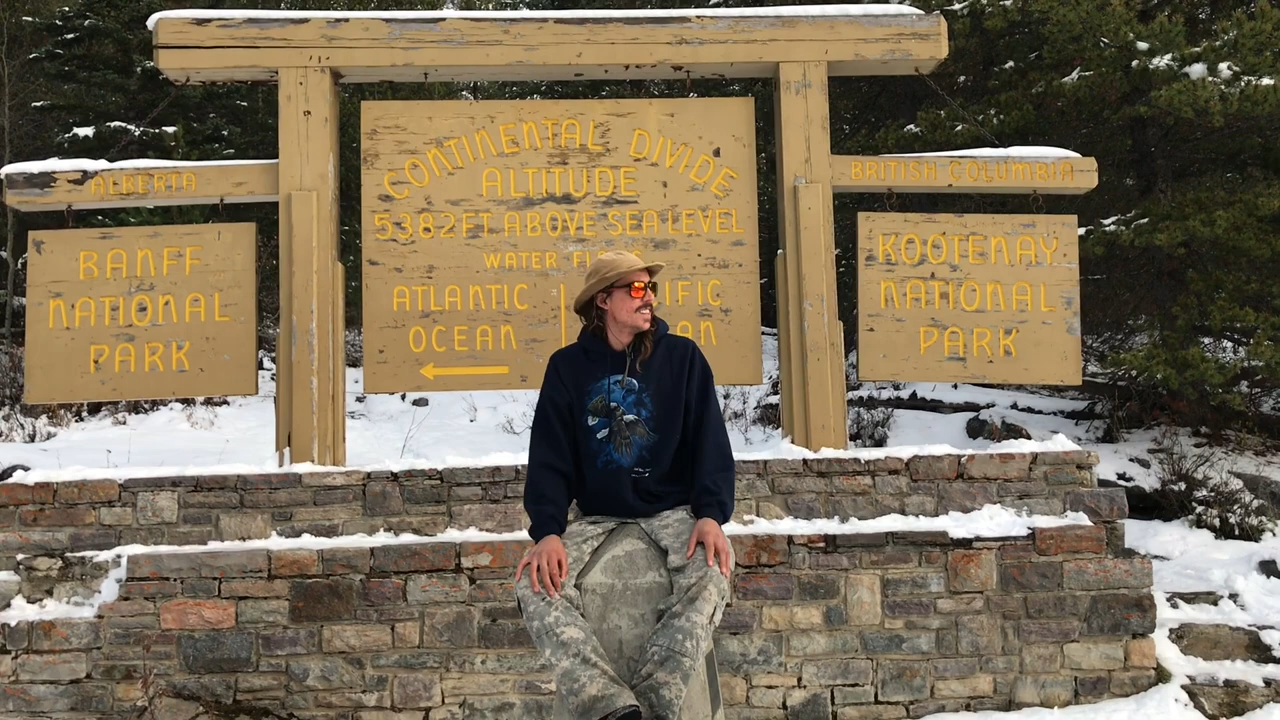 CONTINENTAL DIVIDE
ALTITUDE
5382 FT ABOVE SEA LEVEL
WATER
ATLANTIC
OCEAN
ALBERTA
BANFF
NATIONAL
PARK
BRITISH COLUMBIA
KOOTENAY
NATIONAL
PARK